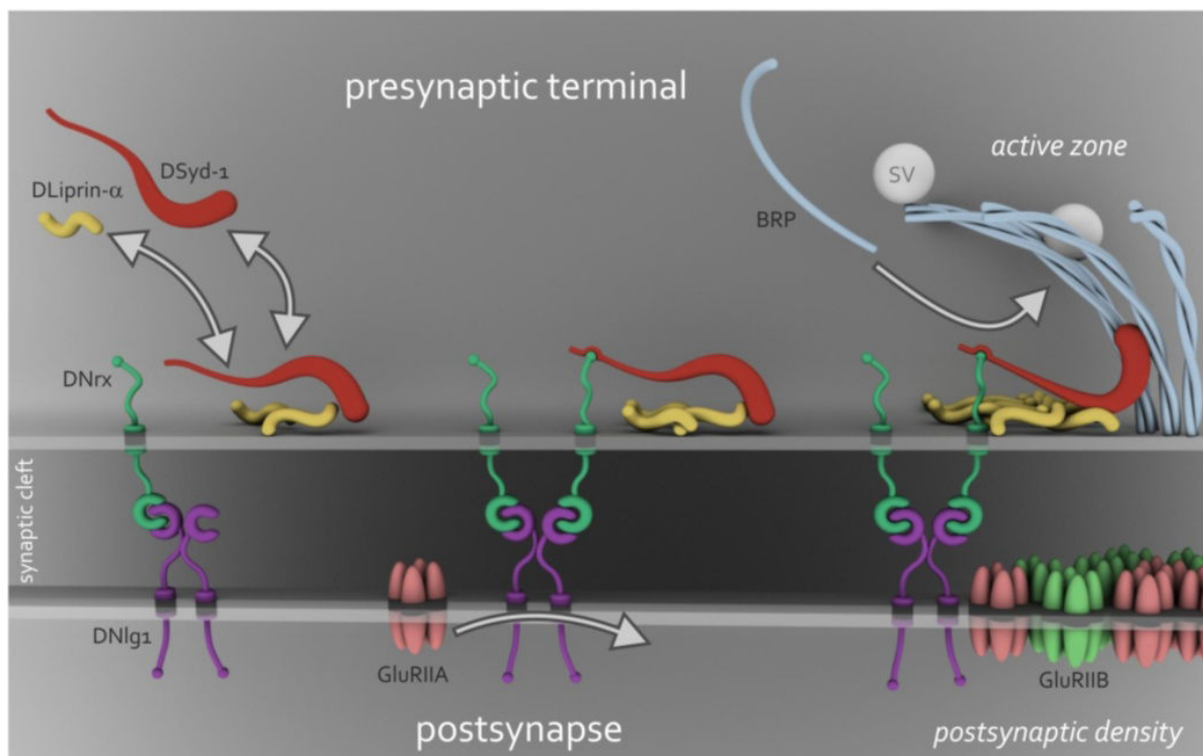 presynaptic terminal
active zone
DSyd-1
DLiprin-α
SV
BRP
DNrx
synaptic cleft
DNlg1
GluRIIA
GluRIIB
postsynapse
postsynaptic density